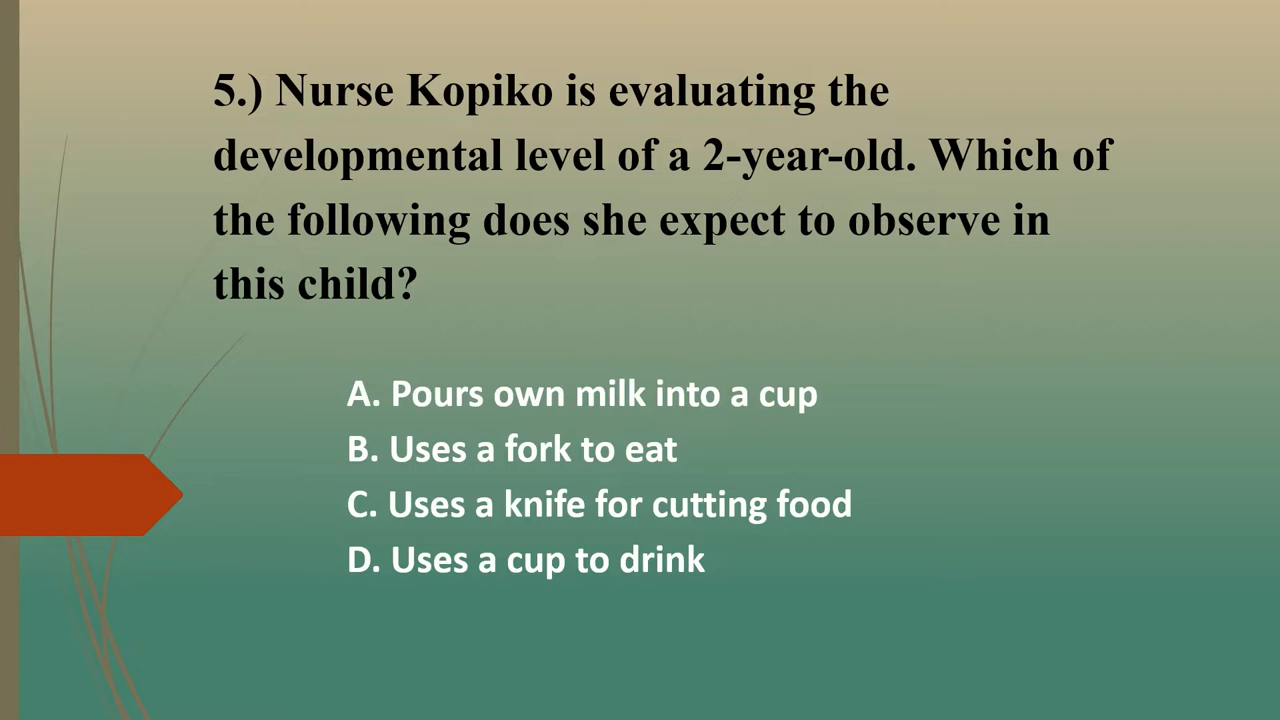 5.) Nurse Kopiko is evaluating the
developmental level of a 2-year-old. Which of
the following does she expect to observe in
this child?
A. Pours own milk into a cup
B. Uses a fork to eat
C. Uses a knife for cutting food
D. Uses a cup to drink